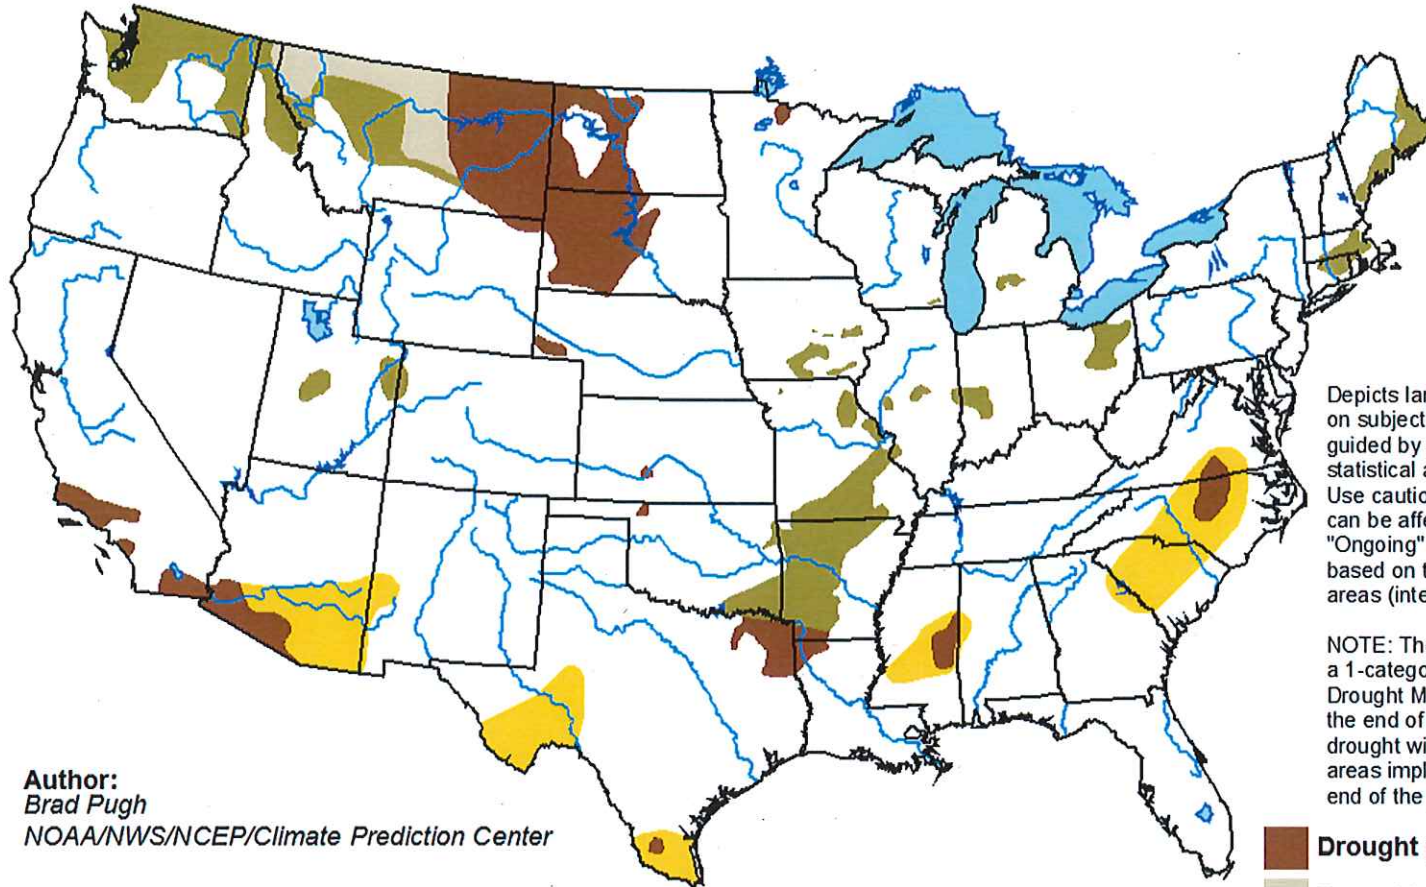 Depicts lar
on subject
guided by
statistical a
Use cautio
can be affe
"Ongoing"
based on t
areas (inte
NOTE: Th
a 1-catego
Drought M
the end of
drought wi
areas impl
end of the
Author:
Brad Pugh
NOAA/NWS/NCEP/Climate Prediction Center
Drought